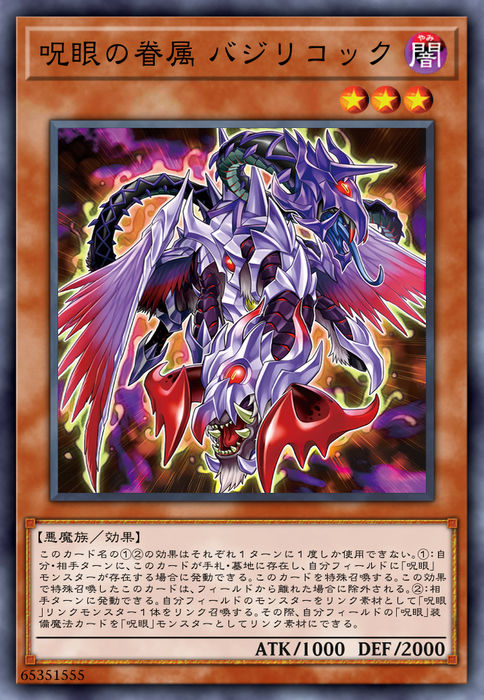 呪眼の眷属 バジリコック
やみ
闇
【悪魔族／効果】
このカード名の①②の効果はそれぞれ１ターンに１度しか使用できない。①：自
分・相手ターンに、このカードが手札・墓地に存在し、自分フィールドに「呪眼」
モンスターが存在する場合に発動できる。このカードを特殊召喚する。この効果
で特殊召喚したこのカードは、フィールドから離れた場合に除外される。②：相
手ターンに発動できる。自分フィールドのモンスターをリンク素材として「呪眼」
リンクモンスター１体をリンク召喚する。その際、自分フィールドの「呪眼」装
備魔法カードを「呪眼」モンスターとしてリンク素材にできる。
ATK/1000 DEF/2000
65351555